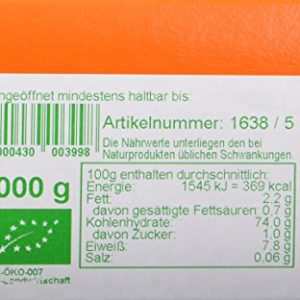 ngeöffnet mindestens haltbar bis:
Artikelnummer: 1638 / 5
000430 003998
Die Nährwerte unterliegen den bei
Naturprodukten üblichen Schwankungen.
000 g
100g enthalten durchschnittlich:
Energie: 1545 kJ = 369 kcal
Fett: 2.2 g
davon gesättigte Fettsäuren: 0,7 g
Kohlenhydrate: 74.0 g
davon Zucker: 1.0 g
Eiweiß: 7.8 g
Salz: 0.06 g
-ÖKO-007
-Landwirtschaft